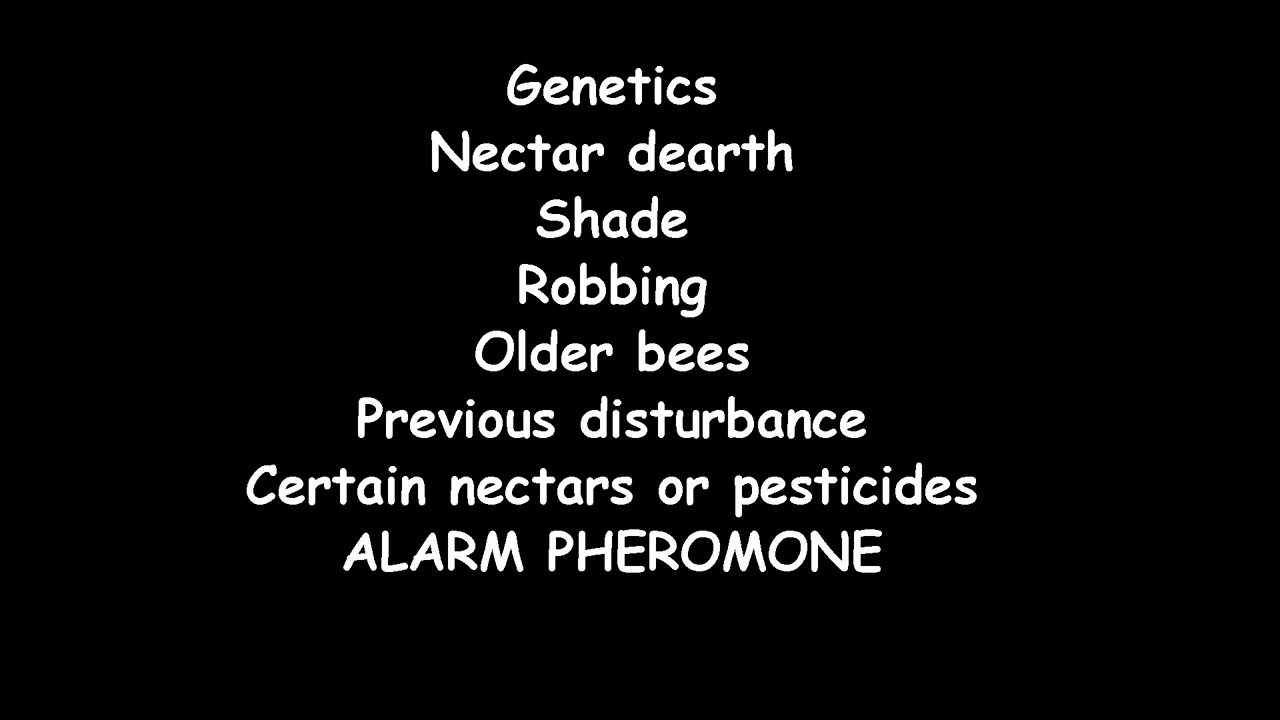 Genetics
Nectar dearth
Shade
Robbing
Older bees
Previous disturbance
Certain nectars or pesticides
ALARM PHEROMONE